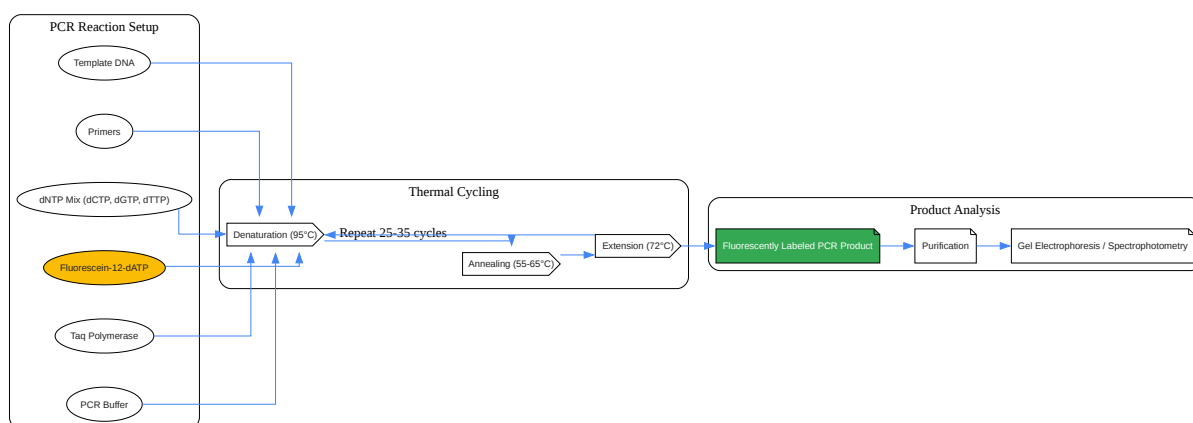 PCR Reaction Setup
Template DNA
Primers
dNTP Mix (dCTP, dGTP, dTTP)
Fluorescein-12-dATP
Taq Polymerase
PCR Buffer
Thermal Cycling
Denaturation (95°C)
Repeat 25-35 cycles
Annealing (55-65°C)
Extension (72°C)
Product Analysis
Fluorescently Labeled PCR Product
Purification
Gel Electrophoresis / Spectrophotometry